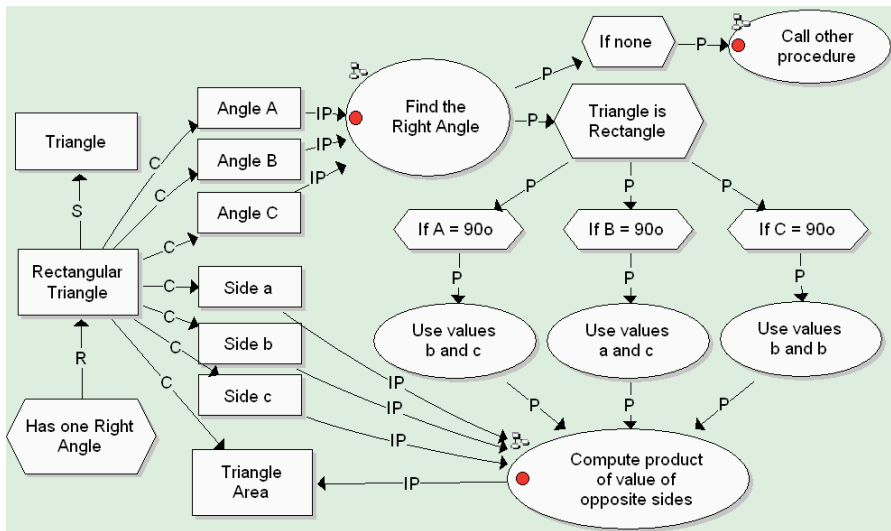 If none
P
Call other
procedure
P
Find the
Right Angle
P
Triangle is
Rectangle
Angle A
IP
Angle B
IP
Angle C
IP
Triangle
C
C
C
S
P
P
P
If A = 90o
If B = 90o
If C = 90o
Rectangular
Triangle
C
Side a
C
Side b
C
Side c
C
P
P
P
Use values
b and c
Use values
a and c
Use values
b and b
R
IP
IP
IP
P
P
P
Has one Right
Angle
Triangle
Area
IP
Compute product
of value of
opposite sides